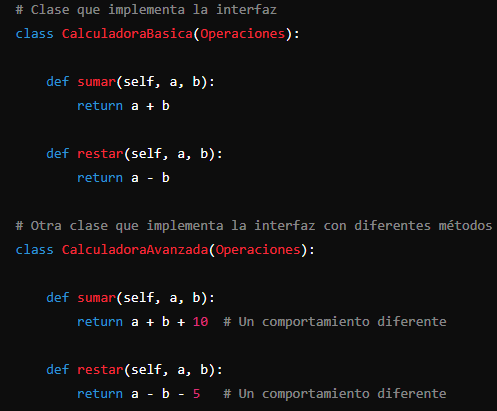 # Clase que implementa la interfaz
class CalculadoraBasica(Operaciones):
def sumar(self, a, b):
return a + b
def restar(self, a, b):
return a - b
# Otra clase que implementa la interfaz con diferentes métodos
class CalculadoraAvanzada(Operaciones):
def sumar(self, a, b):
return a + b + 10  # Un comportamiento diferente
def restar(self, a, b):
return a - b - 5   # Un comportamiento diferente